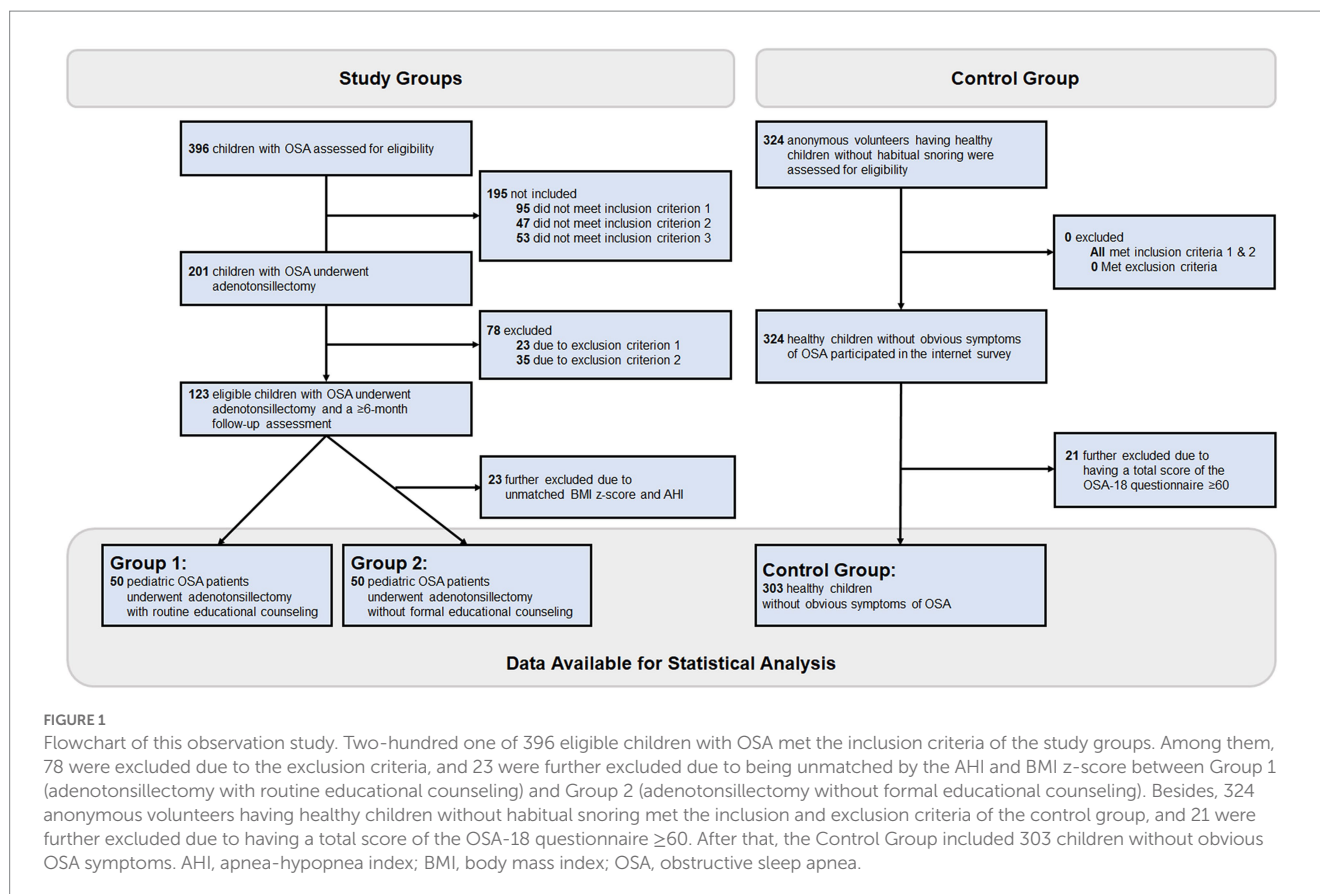 Study Groups
396 children with OSA assessed for eligibility
195 not included
95 did not meet inclusion criterion 1
47 did not meet inclusion criterion 2
53 did not meet inclusion criterion 3
201 children with OSA underwent
adenotonsillectomy
78 excluded
23 due to exclusion criterion 1
35 due to exclusion criterion 2
123 eligible children with OSA underwent
adenotonsillectomy and a ≥6-month
follow-up assessment
23 further excluded due to
unmatched BMI z-score and AHI
Group 1:
50 pediatric OSA patients
underwent adenotonsillectomy
with routine educational counseling
Group 2:
50 pediatric OSA patients
underwent adenotonsillectomy
without formal educational counseling
Control Group
324 anonymous volunteers having healthy
children without habitual snoring were
assessed for eligibility
0 excluded
All met inclusion criteria 1 & 2
0 Met exclusion criteria
324 healthy children without obvious symptoms
of OSA participated in the internet survey
21 further excluded due to
having a total score of the
OSA-18 questionnaire ≥60
Control Group:
303 healthy children
without obvious symptoms of OSA
Data Available for Statistical Analysis
FIGURE 1
Flowchart of this observation study. Two-hundred one of 396 eligible children with OSA met the inclusion criteria of the study groups. Among them,
78 were excluded due to the exclusion criteria, and 23 were further excluded due to being unmatched by the AHI and BMI z-score between Group 1
(adenotonsillectomy with routine educational counseling) and Group 2 (adenotonsillectomy without formal educational counseling). Besides, 324
anonymous volunteers having healthy children without habitual snoring met the inclusion and exclusion criteria of the control group, and 21 were
further excluded due to having a total score of the OSA-18 questionnaire ≥60. After that, the Control Group included 303 children without obvious
OSA symptoms. AHI, apnea-hypopnea index; BMI, body mass index; OSA, obstructive sleep apnea.